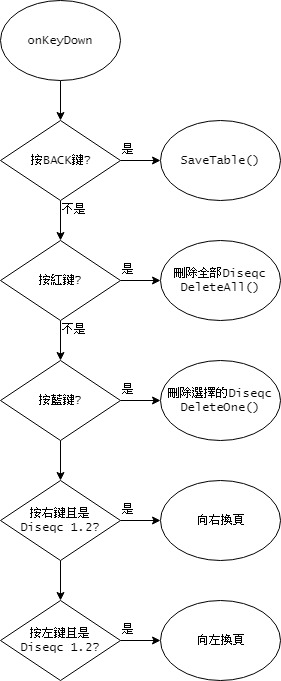 onKeyDown
是
按BACK鍵?
SaveTable()
不是
是
按紅鍵?
刪除全部Diseqc
DeleteAll()
不是
是
按藍鍵?
刪除選擇的Diseqc
DeleteOne()
是
按右鍵且是
Diseqc 1.2?
向右換頁
是
按左鍵且是
Diseqc 1.2?
向左換頁